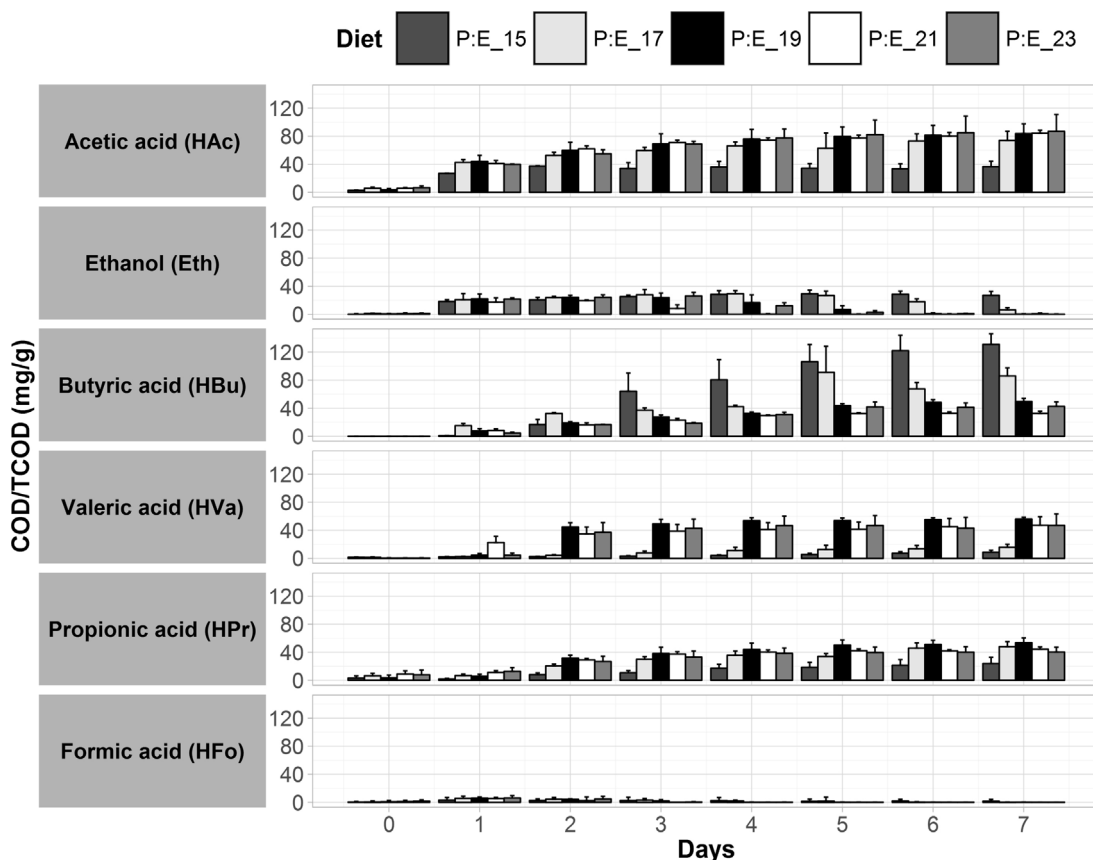 Diet P:E_15 P:E_17 P:E_19 P:E_21 P:E_23
COD/TCOD (mg/g)
Acetic acid (HAc)
120
80
40
0
Ethanol (Eth)
120
80
40
0
Butyric acid (HBu)
120
80
40
0
Valeric acid (HVa)
120
80
40
0
Propionic acid (HPr)
120
80
40
0
Formic acid (HFo)
120
80
40
0
0 1 2 3 4 5 6 7
Days